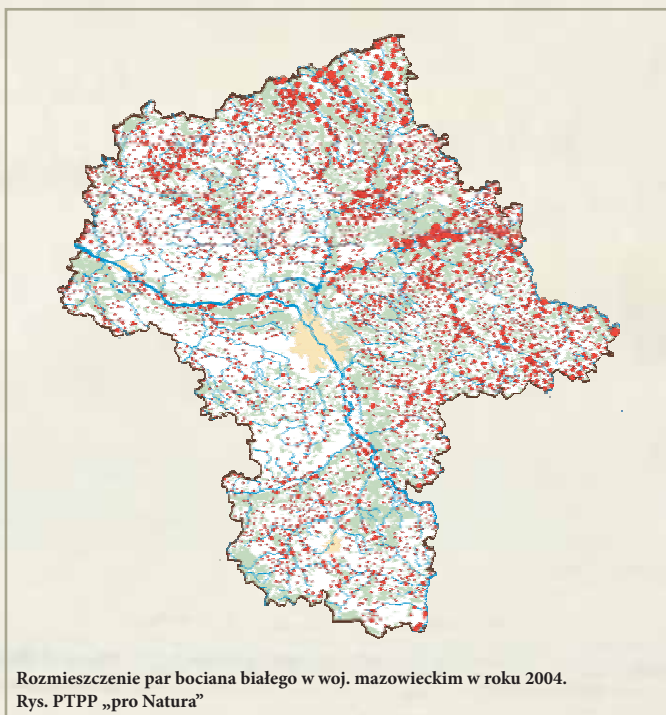 Rozmieszczenie par bociana białego w woj. mazowieckim w roku 2004.
Rys. PTPP „pro Natura”